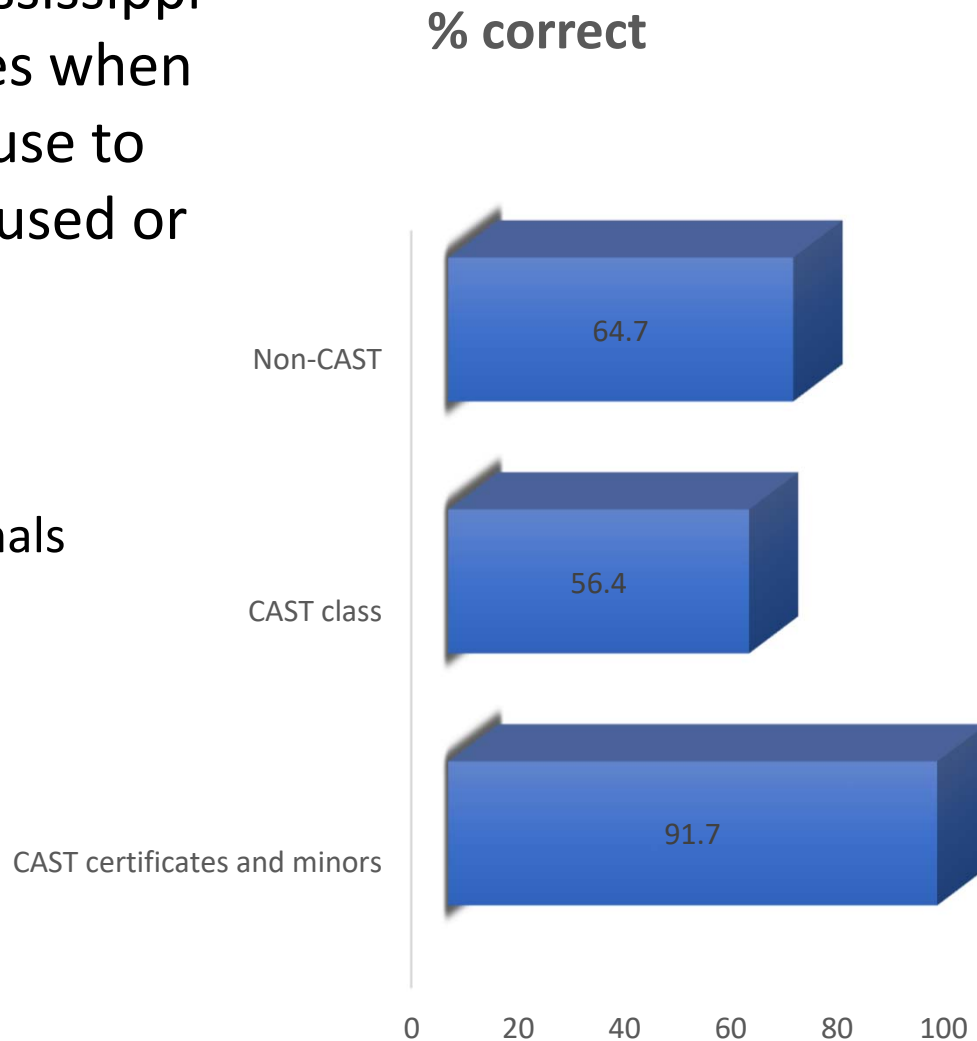 es when
use to
used or
nals
% correct
Non-CAST
64.7
CAST class
56.4
CAST certificates and minors
91.7
0 20 40 60 80 100